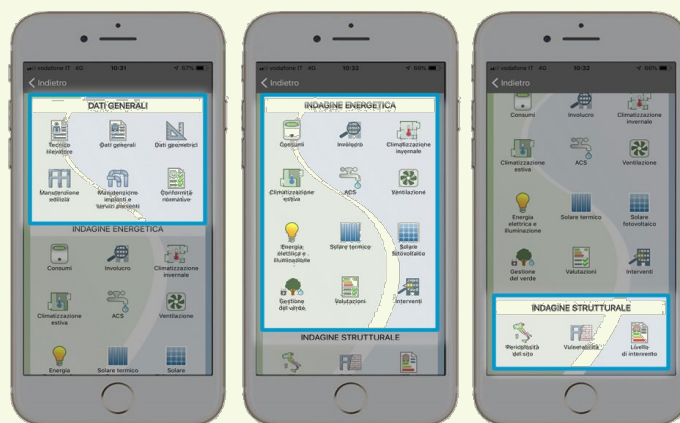 vodafone IT 4G 10:31 67%
Indietro
DATI GENERALI
Tecnico Dati generali Dati geometrici
rilevatore
Manutenzione Manutenzione Conformità
edilizia impianti e normative
servizi presenti
INDAGINE ENERGETICA
Consumi Involucro Climatizzazione
invernale
Climatizzazione ACS Ventilazione
estiva
Energia Solare termico Solare
vodafone IT 4G 10:32 66%
Indietro
INDAGINE ENERGETICA
Consumi Involucro Climatizzazione
invernale
Climatizzazione ACS Ventilazione
estiva
Energia Solare termico Solare
elettrica e fotovoltaico
illuminazione
Gestione Valutazioni Interventi
del verde
INDAGINE STRUTTURALE
vodafone IT 4G 10:33 66%
Indietro
Consumi Involucro Climatizzazione
invernale
Climatizzazione ACS Ventilazione
estiva
Energia Solare termico Solare
elettrica e fotovoltaico
illuminazione
Gestione Valutazioni Interventi
del verde
INDAGINE STRUTTURALE
Pericolosità Vulnerabilità Livello
del sito di intervento